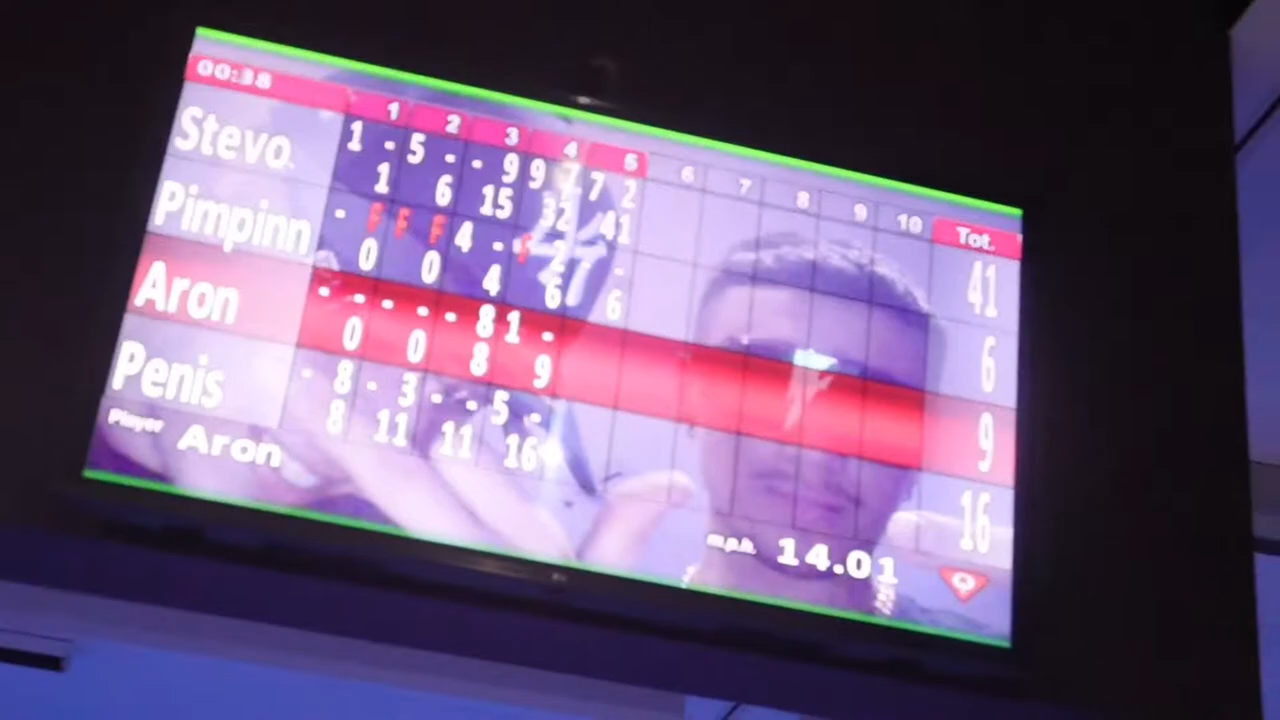 00:38
1 2 3 4 5 6 7 8 9 10 Tot.
Stevo 1 - 5 - - 9 9 7 7 2
1 6 15 32 41 41
Pimpinn - F F F 4 - F 2 -
0 0 4 6 6 6
Aron - - - - - 8 1 -
0 0 8 9 9
Penis - 8 - 3 - - 5 -
8 11 11 16 16
Player Aron
m.p.h. 14.01